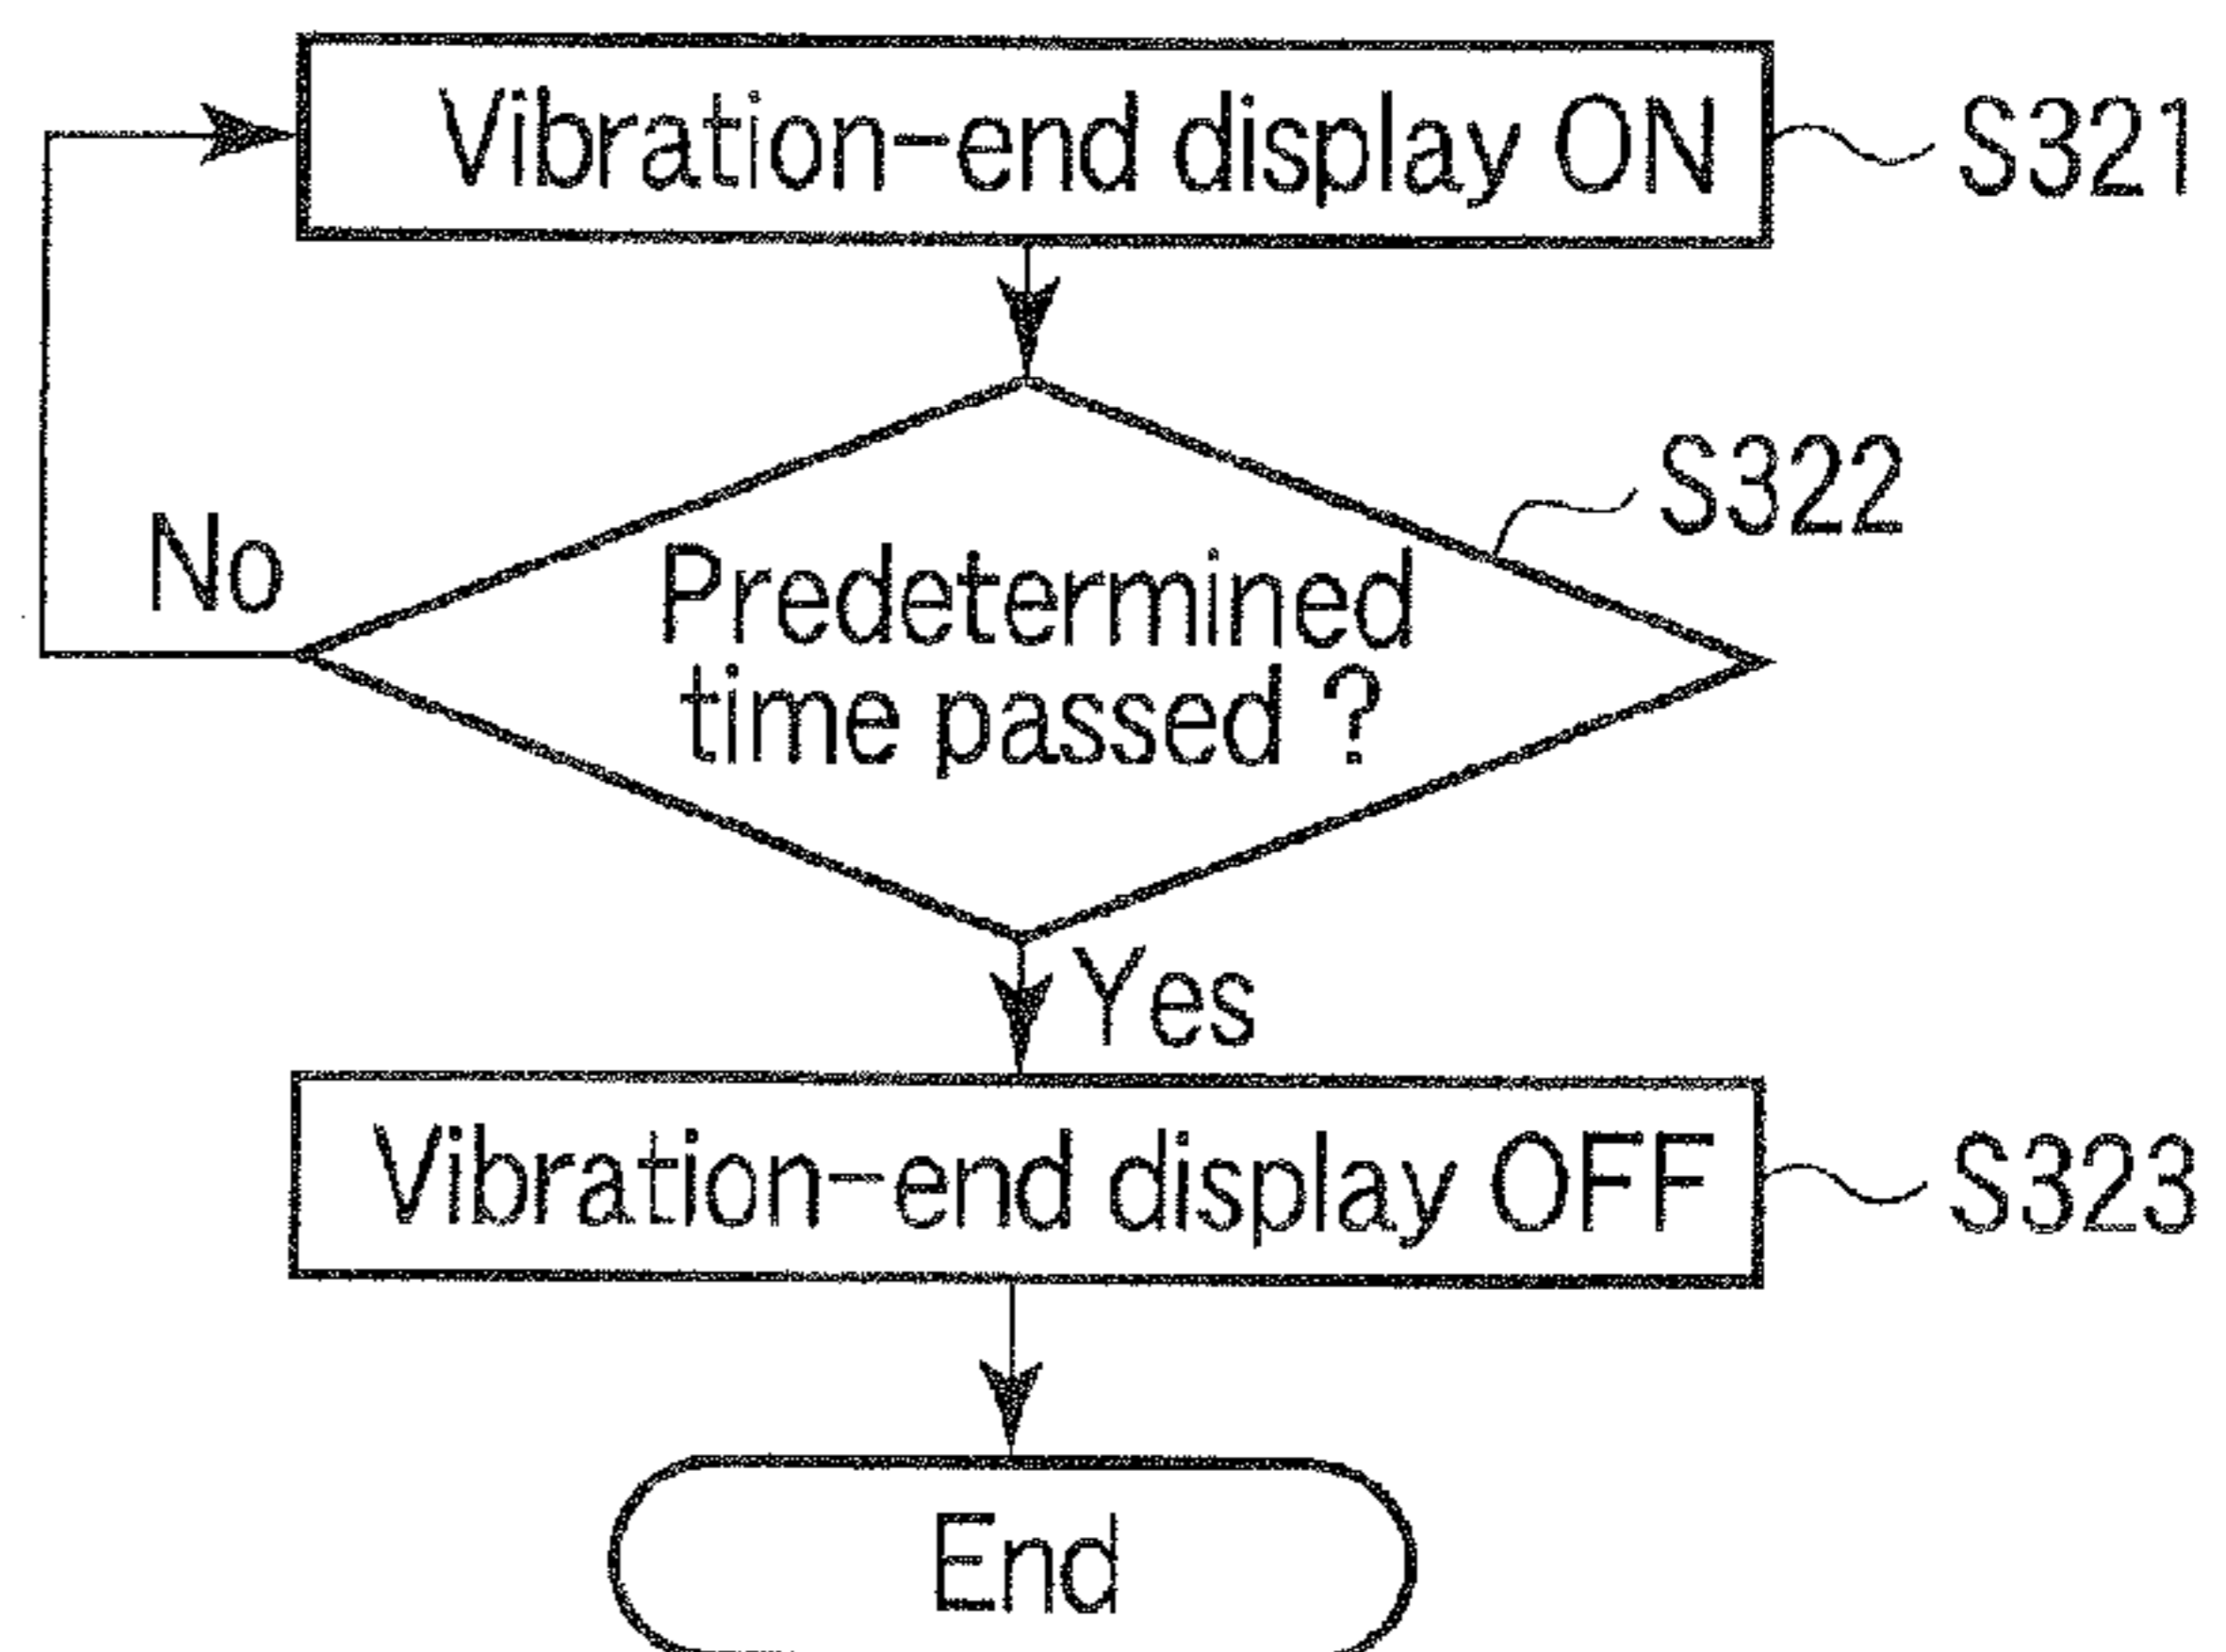 Vibration-end display ON
S321
S322
No
Predetermined
time passed ?
Yes
Vibration-end display OFF
S323
End